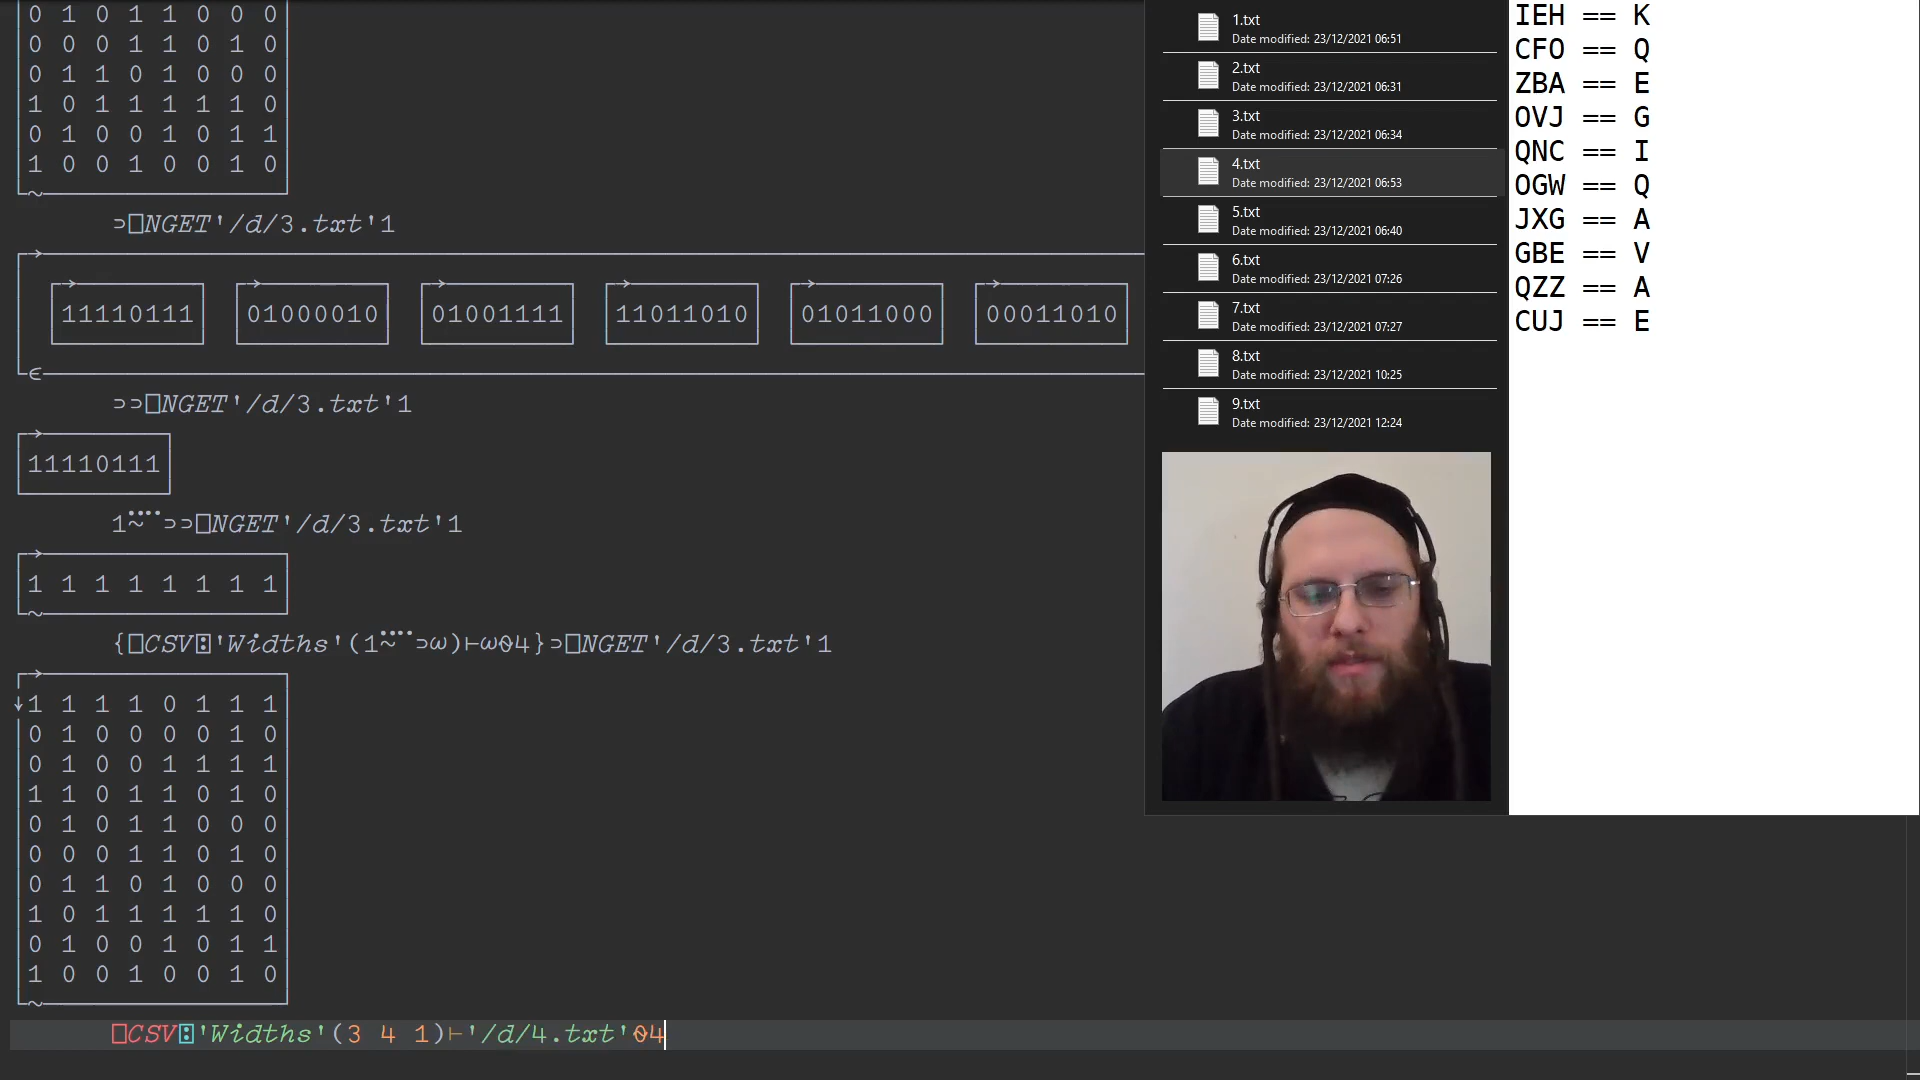 0 1 0 1 1 0 0 0
0 0 0 1 1 0 1 0
0 1 1 0 1 0 0 0
1 0 1 1 1 1 1 0
0 1 0 0 1 0 1 1
1 0 0 1 0 0 1 0
⊃⎕NGET'/d/3.txt'1
11110111 01000010 01001111 11011010 01011000 00011010
⊃⊃⎕NGET'/d/3.txt'1
11110111
1⍨¨⊃⊃⎕NGET'/d/3.txt'1
1 1 1 1 1 1 1 1
{⎕CSV⍠'Widths'(1⍨¨⊃⍵)⊢⍵⍬4}⊃⎕NGET'/d/3.txt'1
1 1 1 1 0 1 1 1
0 1 0 0 0 0 1 0
0 1 0 0 1 1 1 1
1 1 0 1 1 0 1 0
0 1 0 1 1 0 0 0
0 0 0 1 1 0 1 0
0 1 1 0 1 0 0 0
1 0 1 1 1 1 1 0
0 1 0 0 1 0 1 1
1 0 0 1 0 0 1 0
⎕CSV⍠'Widths'(3 4 1)⊢'/d/4.txt'⍬4
1.txt
Date modified: 23/12/2021 06:51
2.txt
Date modified: 23/12/2021 06:31
3.txt
Date modified: 23/12/2021 06:34
4.txt
Date modified: 23/12/2021 06:53
5.txt
Date modified: 23/12/2021 06:40
6.txt
Date modified: 23/12/2021 07:26
7.txt
Date modified: 23/12/2021 07:27
8.txt
Date modified: 23/12/2021 10:25
9.txt
Date modified: 23/12/2021 12:24
IEH == K
CFO == Q
ZBA == E
OVJ == G
QNC == I
OGW == Q
JXG == A
GBE == V
QZZ == A
CUJ == E